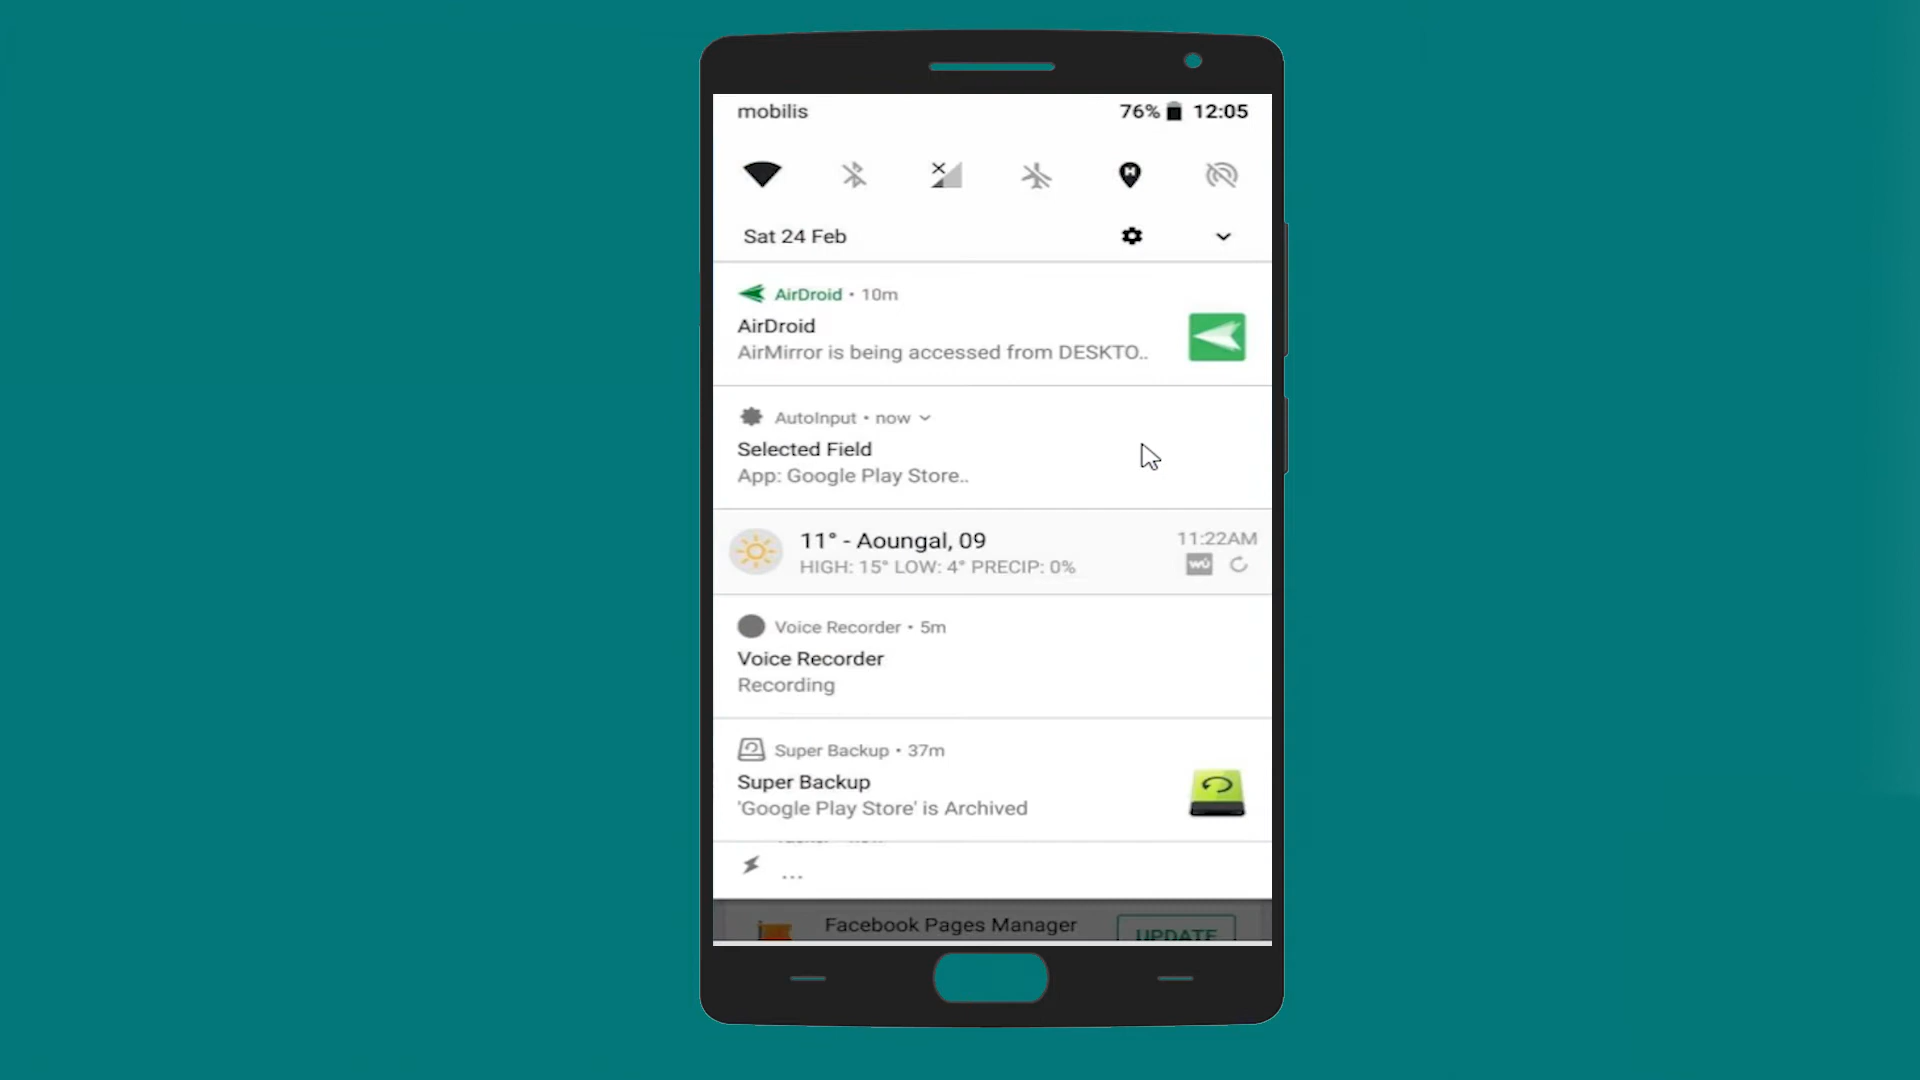 mobilis 76% 12:05
H
Sat 24 Feb
AirDroid • 10m
AirDroid
AirMirror is being accessed from DESKTO..
AutoInput • now
Selected Field
App: Google Play Store..
11° - Aoungal, 09 11:22AM
HIGH: 15° LOW: 4° PRECIP: 0% wu
Voice Recorder • 5m
Voice Recorder
Recording
Super Backup • 37m
Super Backup
'Google Play Store' is Archived
...
Facebook Pages Manager UPDATE